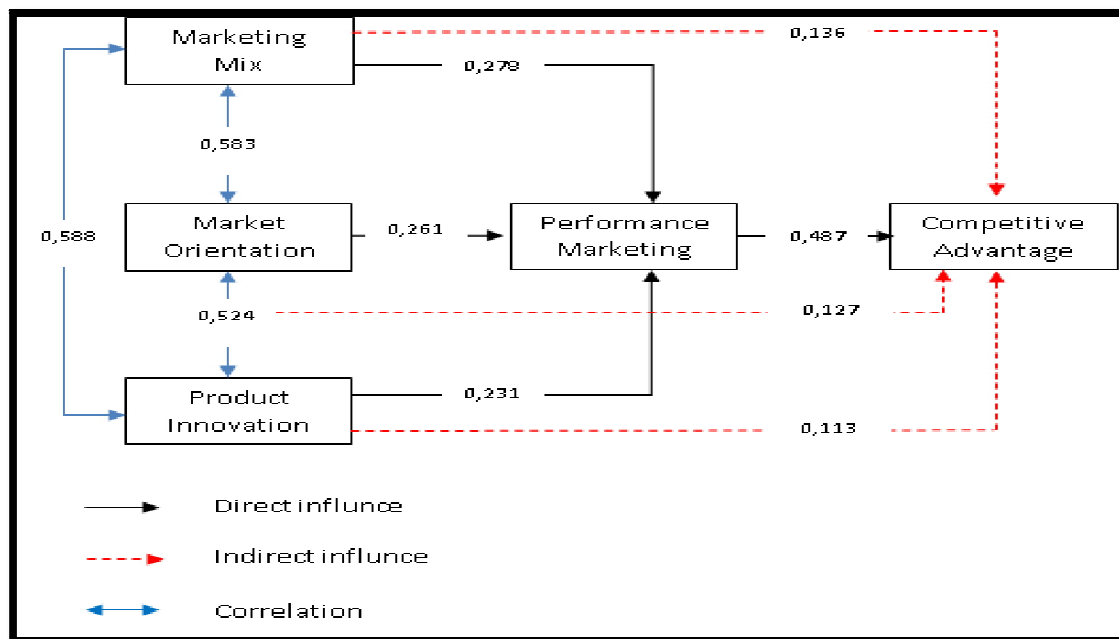 Marketing
Mix
0,136
0,278
0,583
Market
Orientation
0,588
0,261
Performance
Marketing
0,487
Competitive
Advantage
0,524
0,127
Product
Innovation
0,231
0,113
Direct influnce
Indirect influnce
Correlation